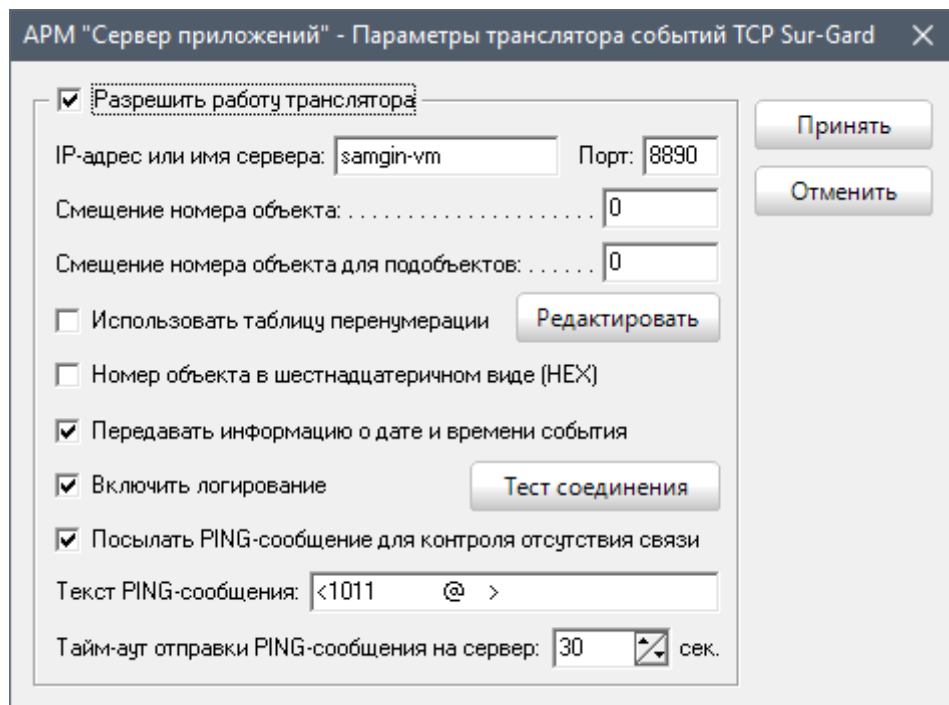 АРМ "Сервер приложений" - Параметры транслятора событий TCP Sur-Gard
Разрешить работу транслятора
Принять
IP-адрес или имя сервера: samgin-vm Порт: 8890
Отменить
Смещение номера объекта: . . . . . . . . . . . . . . . . . . . . . 0
Смещение номера объекта для подобъектов: . . . . . . 0
Использовать таблицу перенумерации Редактировать
Номер объекта в шестнадцатеричном виде (HEX)
Передавать информацию о дате и времени события
Включить логирование Тест соединения
Посылать PING-сообщение для контроля отсутствия связи
Текст PING-сообщения: <1011 @ >
Тайм-аут отправки PING-сообщения на сервер: 30 сек.